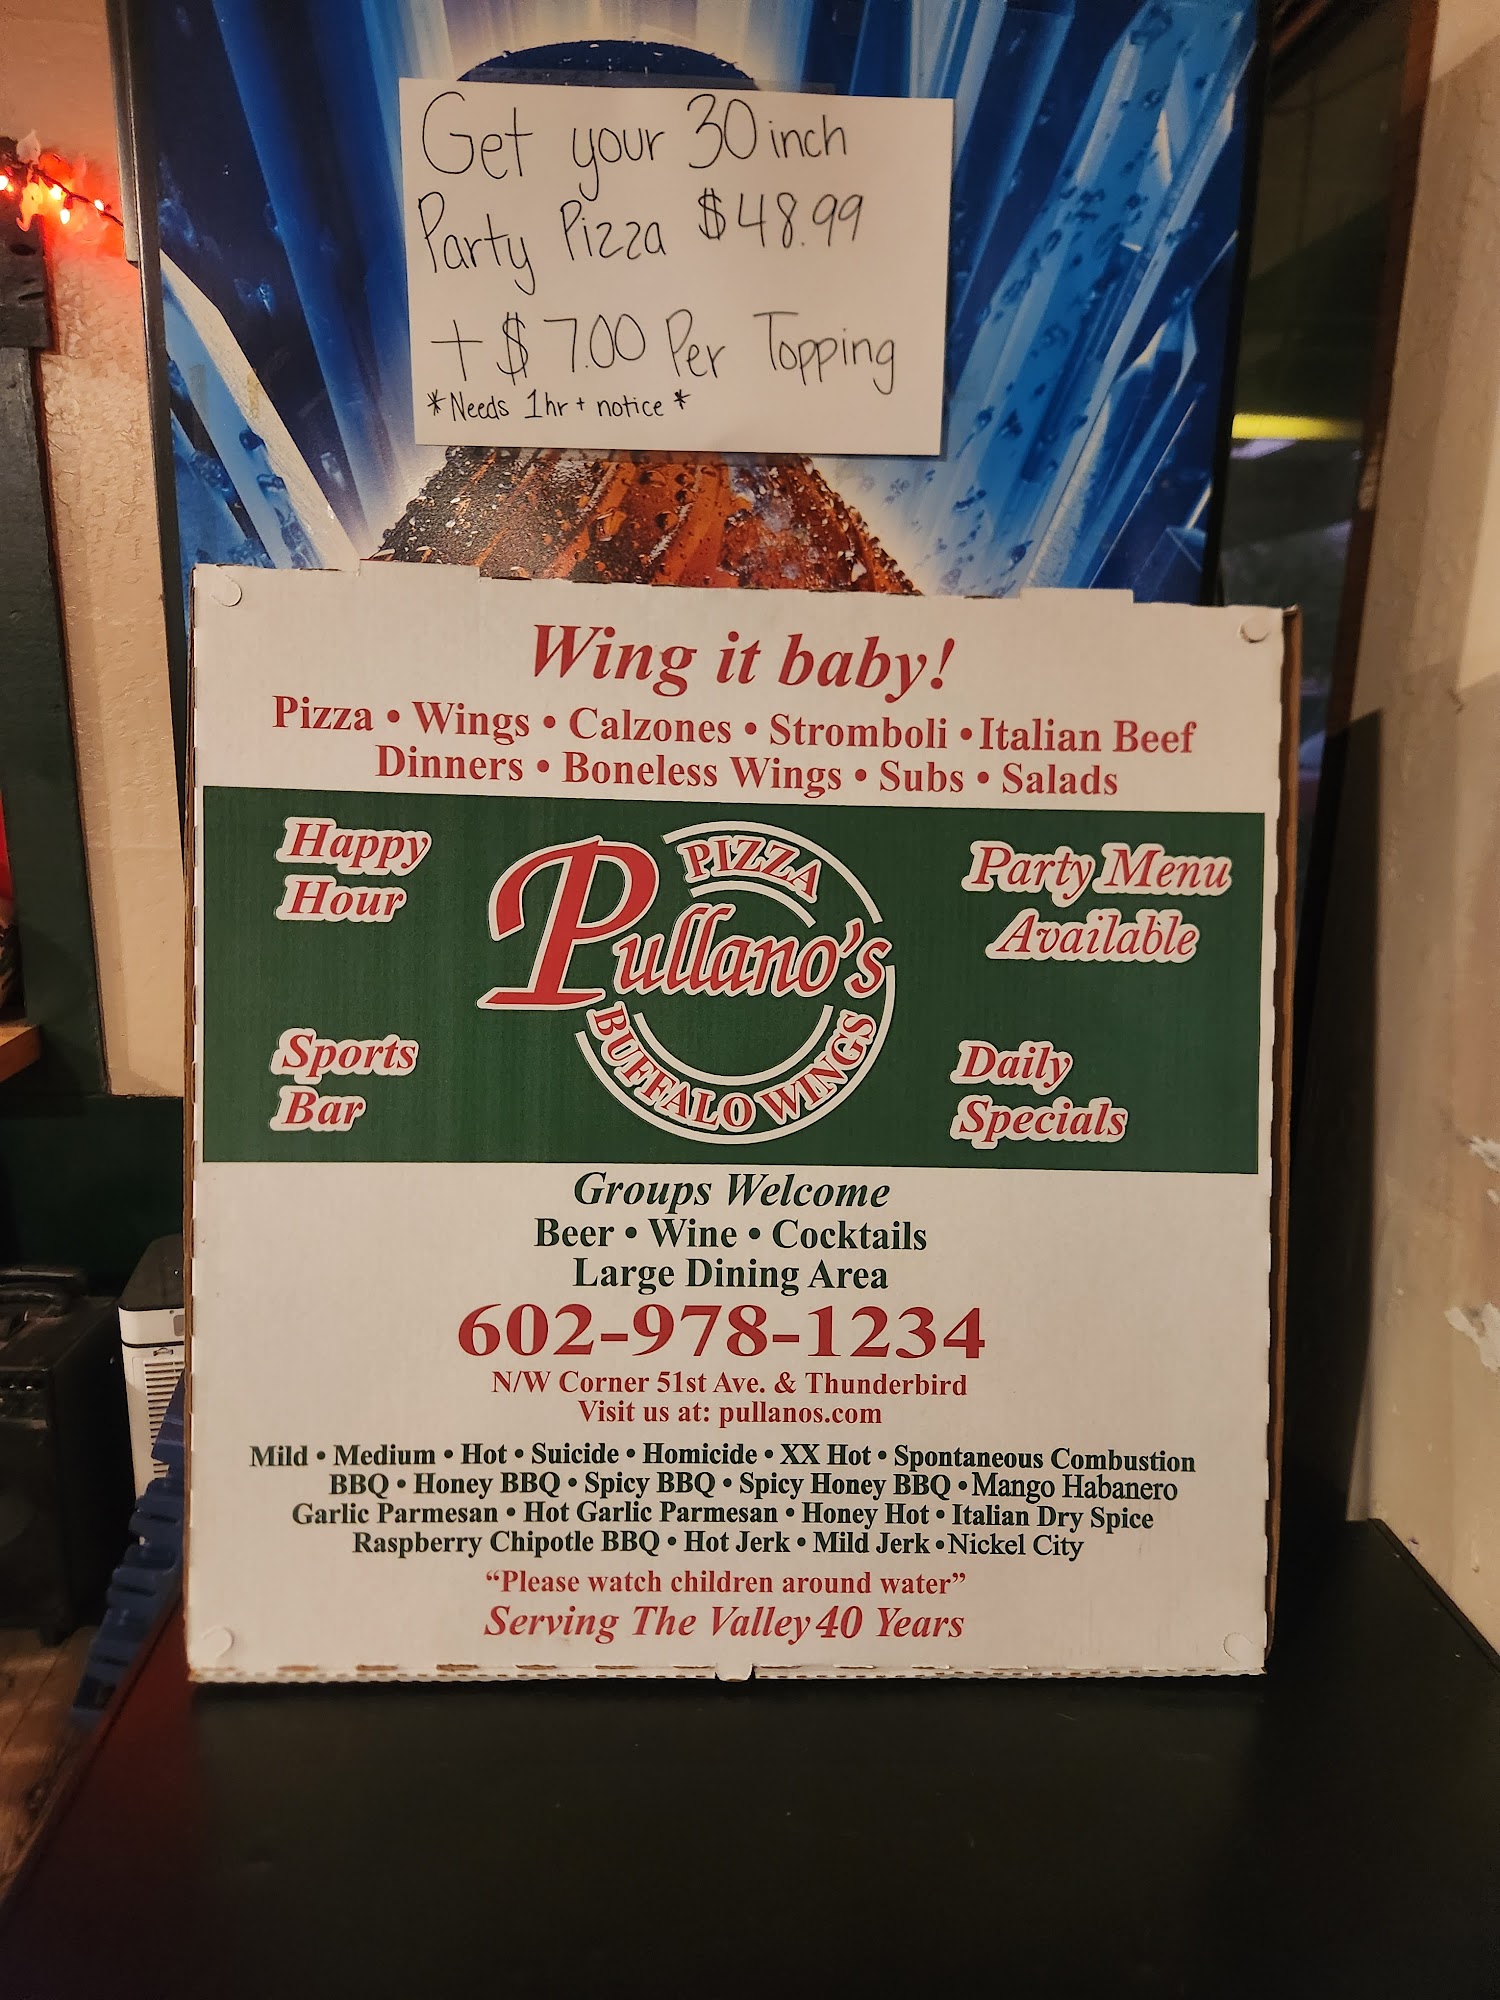 Get your 30 inch
Party Pizza $48.99
+ $7.00 Per Topping
*Needs 1hr + notice*
Wing it baby!
Pizza • Wings • Calzones • Stromboli • Italian Beef
Dinners • Boneless Wings • Subs • Salads
Happy
Hour
PIZZA
Pullano's
BUFFALO WINGS
Party Menu
Available
Sports
Bar
Daily
Specials
Groups Welcome
Beer • Wine • Cocktails
Large Dining Area
602-978-1234
N/W Corner 51st Ave. & Thunderbird
Visit us at: pullanos.com
Mild • Medium • Hot • Suicide • Homicide • XX Hot • Spontaneous Combustion
BBQ • Honey BBQ • Spicy BBQ • Spicy Honey BBQ • Mango Habanero
Garlic Parmesan • Hot Garlic Parmesan • Honey Hot • Italian Dry Spice
Raspberry Chipotle BBQ • Hot Jerk • Mild Jerk • Nickel City
“Please watch children around water”
Serving The Valley 40 Years